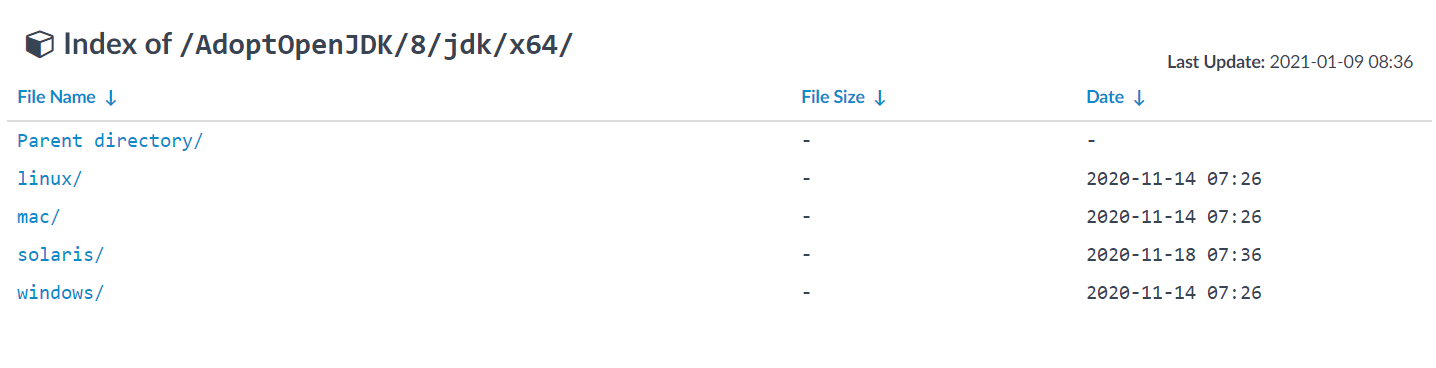 Index of /AdoptOpenJDK/8/jdk/x64/
Last Update: 2021-01-09 08:36
File Name ↓ File Size ↓ Date ↓
Parent directory/ - -
linux/ - 2020-11-14 07:26
mac/ - 2020-11-14 07:26
solaris/ - 2020-11-18 07:36
windows/ - 2020-11-14 07:26